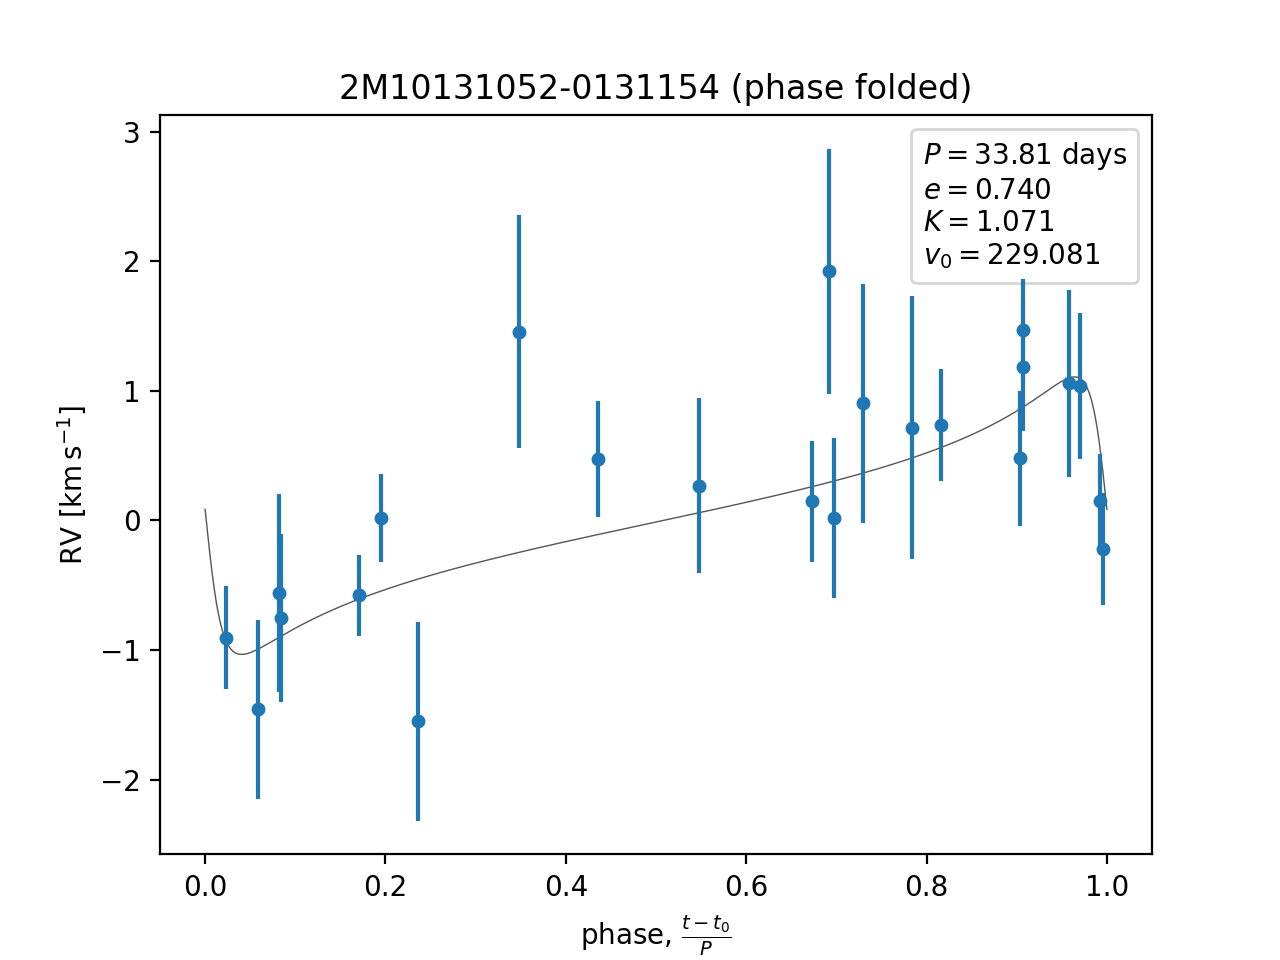 2M10131052-0131154 (phase folded)
P = 33.81 days
e = 0.740
K = 1.071
v₀ = 229.081
RV [km s⁻¹]
3
2
1
0
−1
−2
0.0 0.2 0.4 0.6 0.8 1.0
phase, (t − t₀)/P